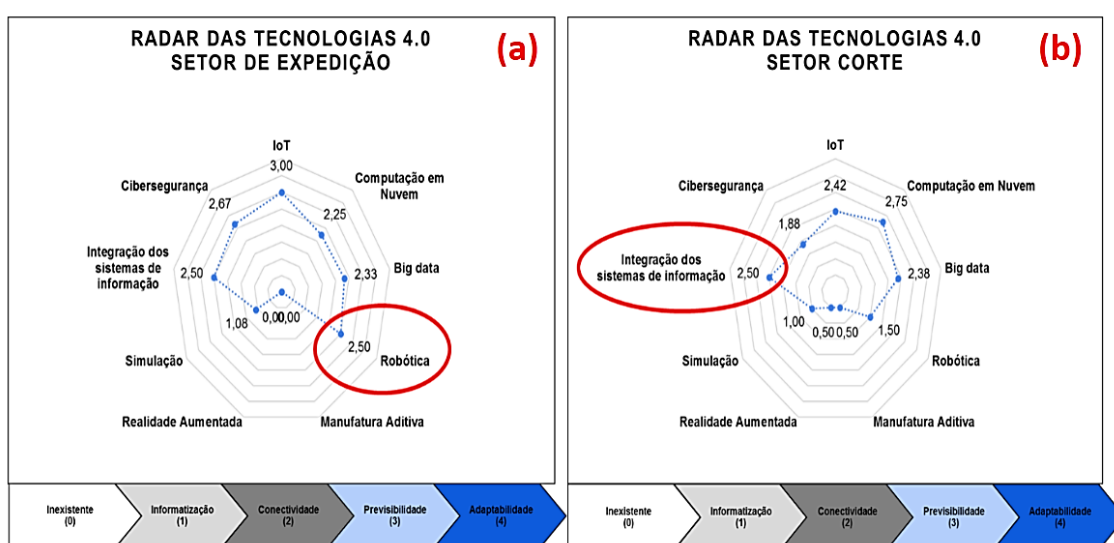 RADAR DAS TECNOLOGIAS 4.0
SETOR DE EXPEDIÇÃO
(a)
IoT
3,00
Computação em
Nuvem
2,25
Big data
2,33
Robótica
2,50
Manufatura Aditiva
0,00
Realidade Aumentada
0,00
Simulação
1,08
Integração dos
sistemas de
informação
2,50
Cibersegurança
2,67
Inexistente
(0)
Informatização
(1)
Conectividade
(2)
Previsibilidade
(3)
Adaptabilidade
(4)
RADAR DAS TECNOLOGIAS 4.0
SETOR CORTE
(b)
IoT
2,42
Computação em Nuvem
2,75
Big data
2,38
Robótica
1,50
Manufatura Aditiva
0,50
Realidade Aumentada
0,50
Simulação
1,00
Integração dos
sistemas de informação
2,50
Cibersegurança
1,88
Inexistente
(0)
Informatização
(1)
Conectividade
(2)
Previsibilidade
(3)
Adaptabilidade
(4)